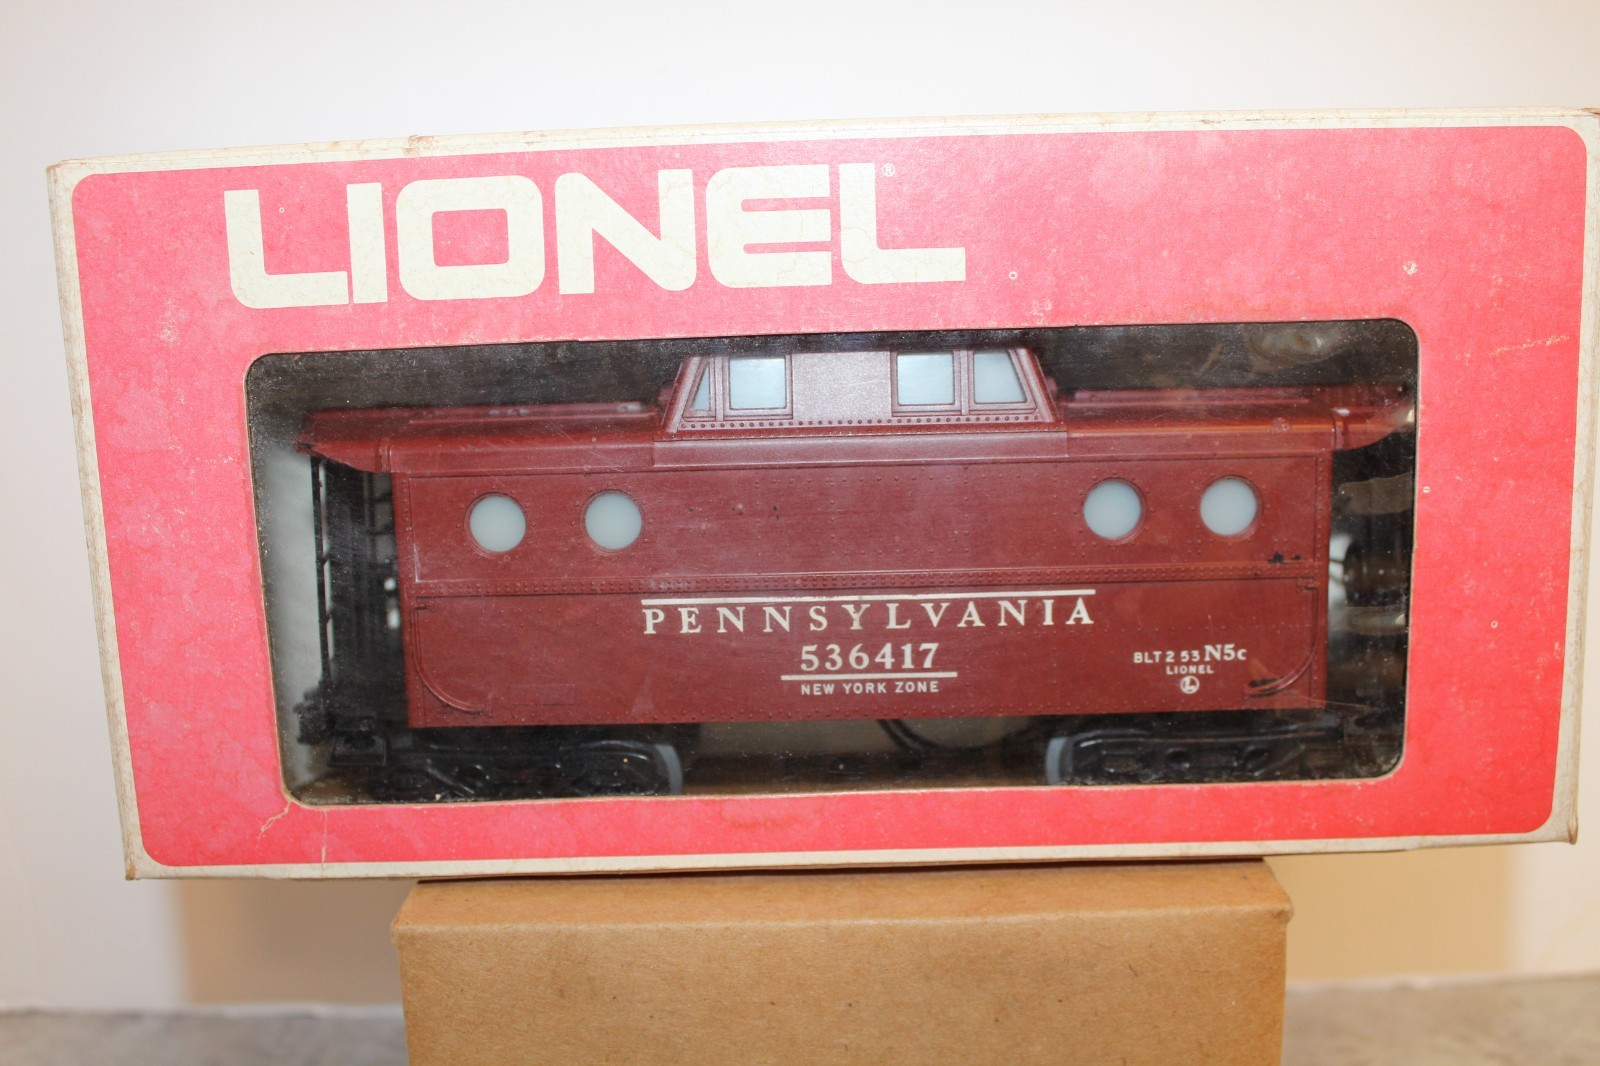 LIONEL®
PENNSYLVANIA
536417
NEW YORK ZONE
BLT 2 53 N5c
LIONEL
L